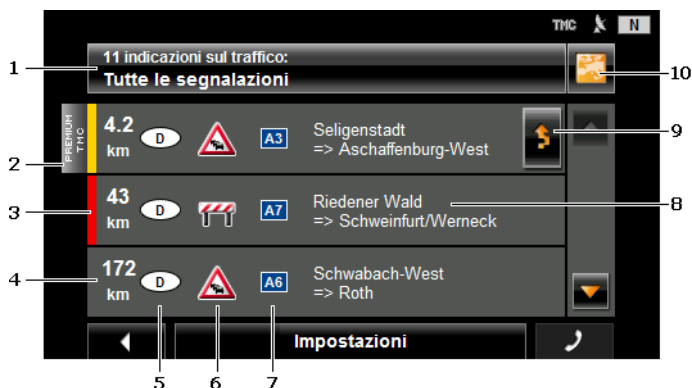 TMC N
1
11 indicazioni sul traffico:
Tutte le segnalazioni
10
2
PREMIUM
TMC
4.2
km
D
A3
Seligenstadt
=> Aschaffenburg-West
9
3
43
km
D
A7
Riedener Wald
=> Schweinfurt/Werneck
8
4
172
km
D
A6
Schwabach-West
=> Roth
Impostazioni
5 6 7